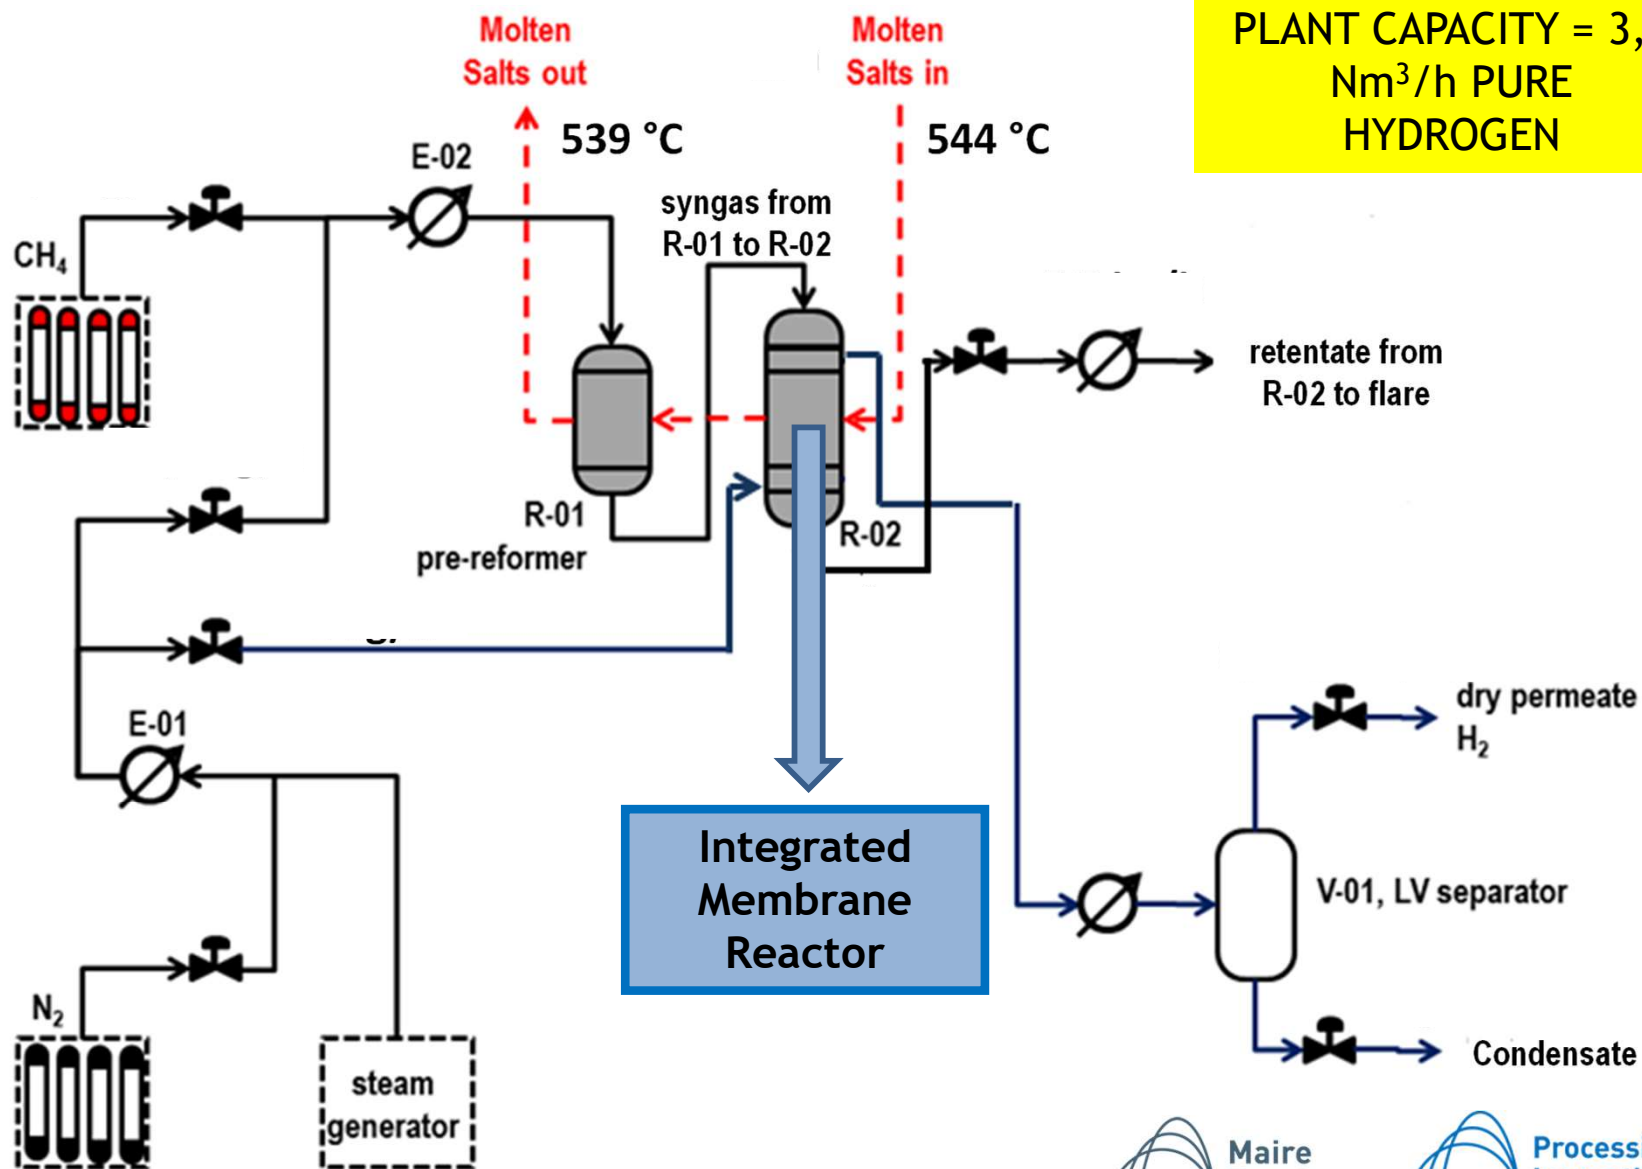 Molten
Salts out
Molten
Salts in
PLANT CAPACITY = 3,
Nm³/h PURE
HYDROGEN
539 °C
544 °C
E-02
syngas from
R-01 to R-02
CH₄
retentate from
R-02 to flare
R-01
pre-reformer
R-02
E-01
dry permeate
H₂
Integrated
Membrane
Reactor
V-01, LV separator
N₂
steam
generator
Condensate
Maire
Process